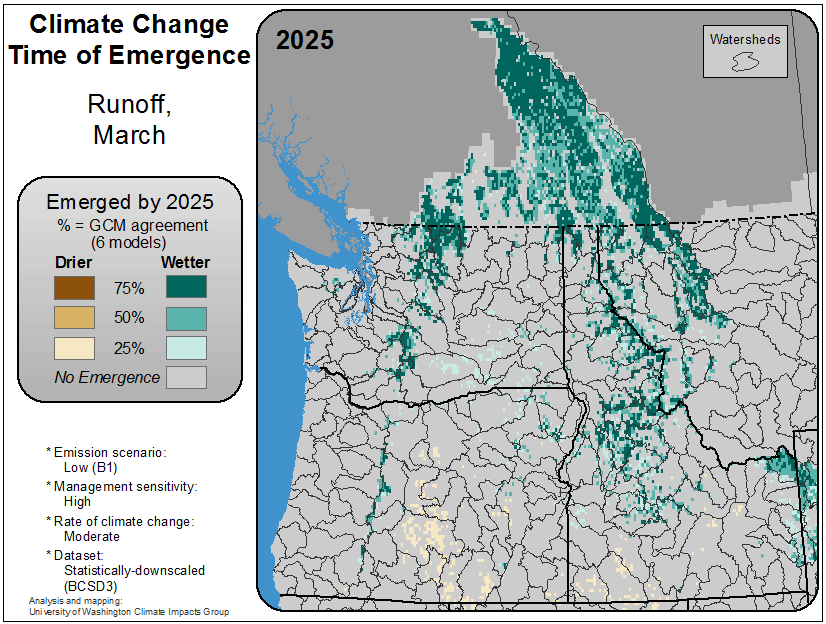 Climate Change
Time of Emergence
Runoff,
March
Emerged by 2025
% = GCM agreement
(6 models)
Drier Wetter
75%
50%
25%
No Emergence
* Emission scenario:
Low (B1)
* Management sensitivity:
High
* Rate of climate change:
Moderate
* Dataset:
Statistically-downscaled
(BCSD3)
Analysis and mapping:
University of Washington Climate Impacts Group
2025
Watersheds